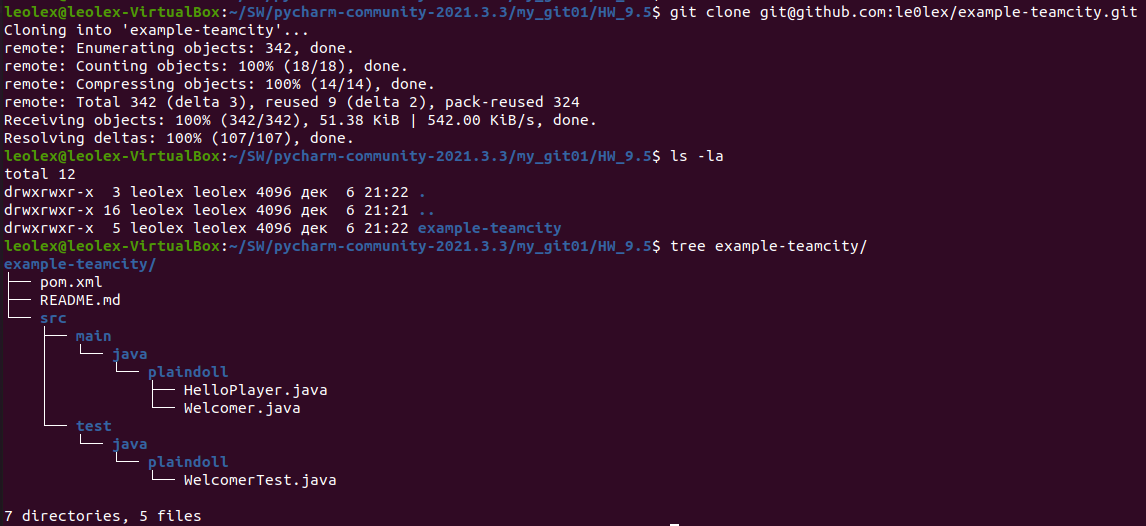 leolex@leolex-VirtualBox:~/SW/pycharm-community-2021.3.3/my_git01/HW_9.5$ git clone git@github.com:le0lex/example-teamcity.git
Cloning into 'example-teamcity'...
remote: Enumerating objects: 342, done.
remote: Counting objects: 100% (18/18), done.
remote: Compressing objects: 100% (14/14), done.
remote: Total 342 (delta 3), reused 9 (delta 2), pack-reused 324
Receiving objects: 100% (342/342), 51.38 KiB | 542.00 KiB/s, done.
Resolving deltas: 100% (107/107), done.
leolex@leolex-VirtualBox:~/SW/pycharm-community-2021.3.3/my_git01/HW_9.5$ ls -la
total 12
drwxrwxr-x  3 leolex leolex 4096 дек  6 21:22 .
drwxrwxr-x 16 leolex leolex 4096 дек  6 21:21 ..
drwxrwxr-x  5 leolex leolex 4096 дек  6 21:22 example-teamcity
leolex@leolex-VirtualBox:~/SW/pycharm-community-2021.3.3/my_git01/HW_9.5$ tree example-teamcity/
example-teamcity/
├── pom.xml
├── README.md
└── src
    ├── main
    │   └── java
    │       └── plaindoll
    │           ├── HelloPlayer.java
    │           └── Welcomer.java
    └── test
        └── java
            └── plaindoll
                └── WelcomerTest.java
7 directories, 5 files